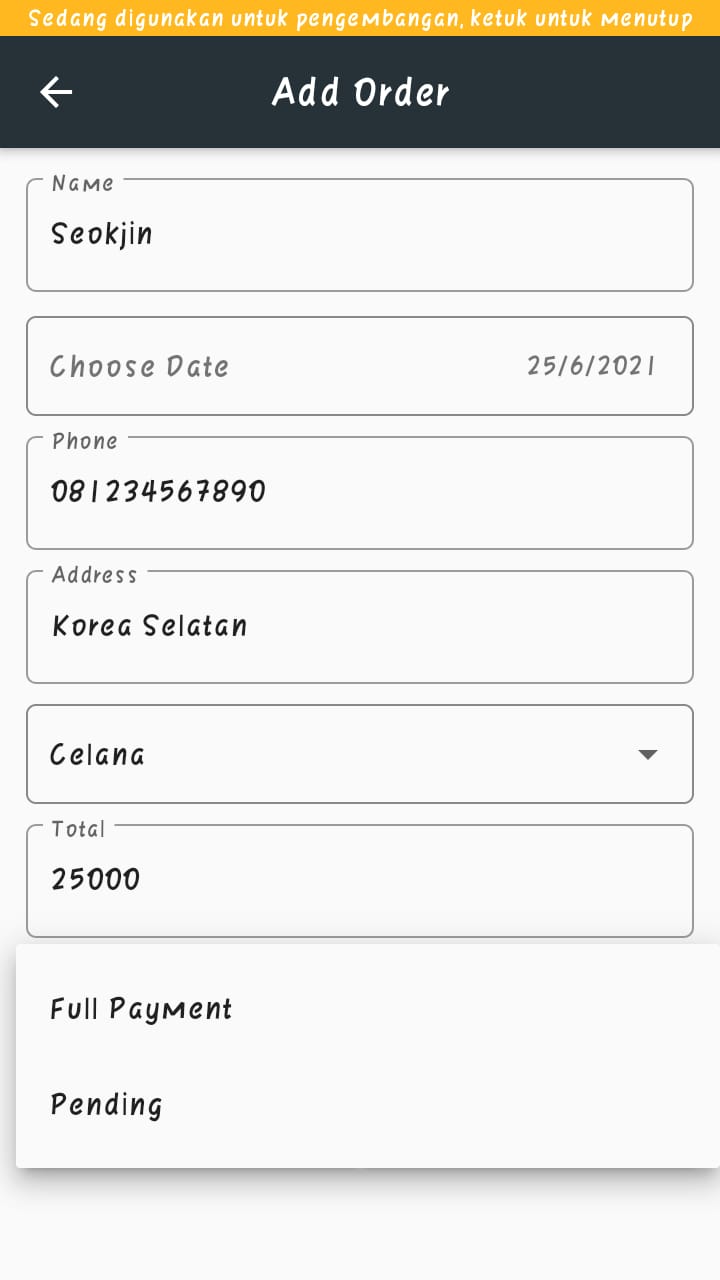 Sedang digunakan untuk pengembangan, ketuk untuk menutup
Add Order
Name
Seokjin
Choose Date 25/6/2021
Phone
081234567890
Address
Korea Selatan
Celana
Total
25000
Full Payment
Pending